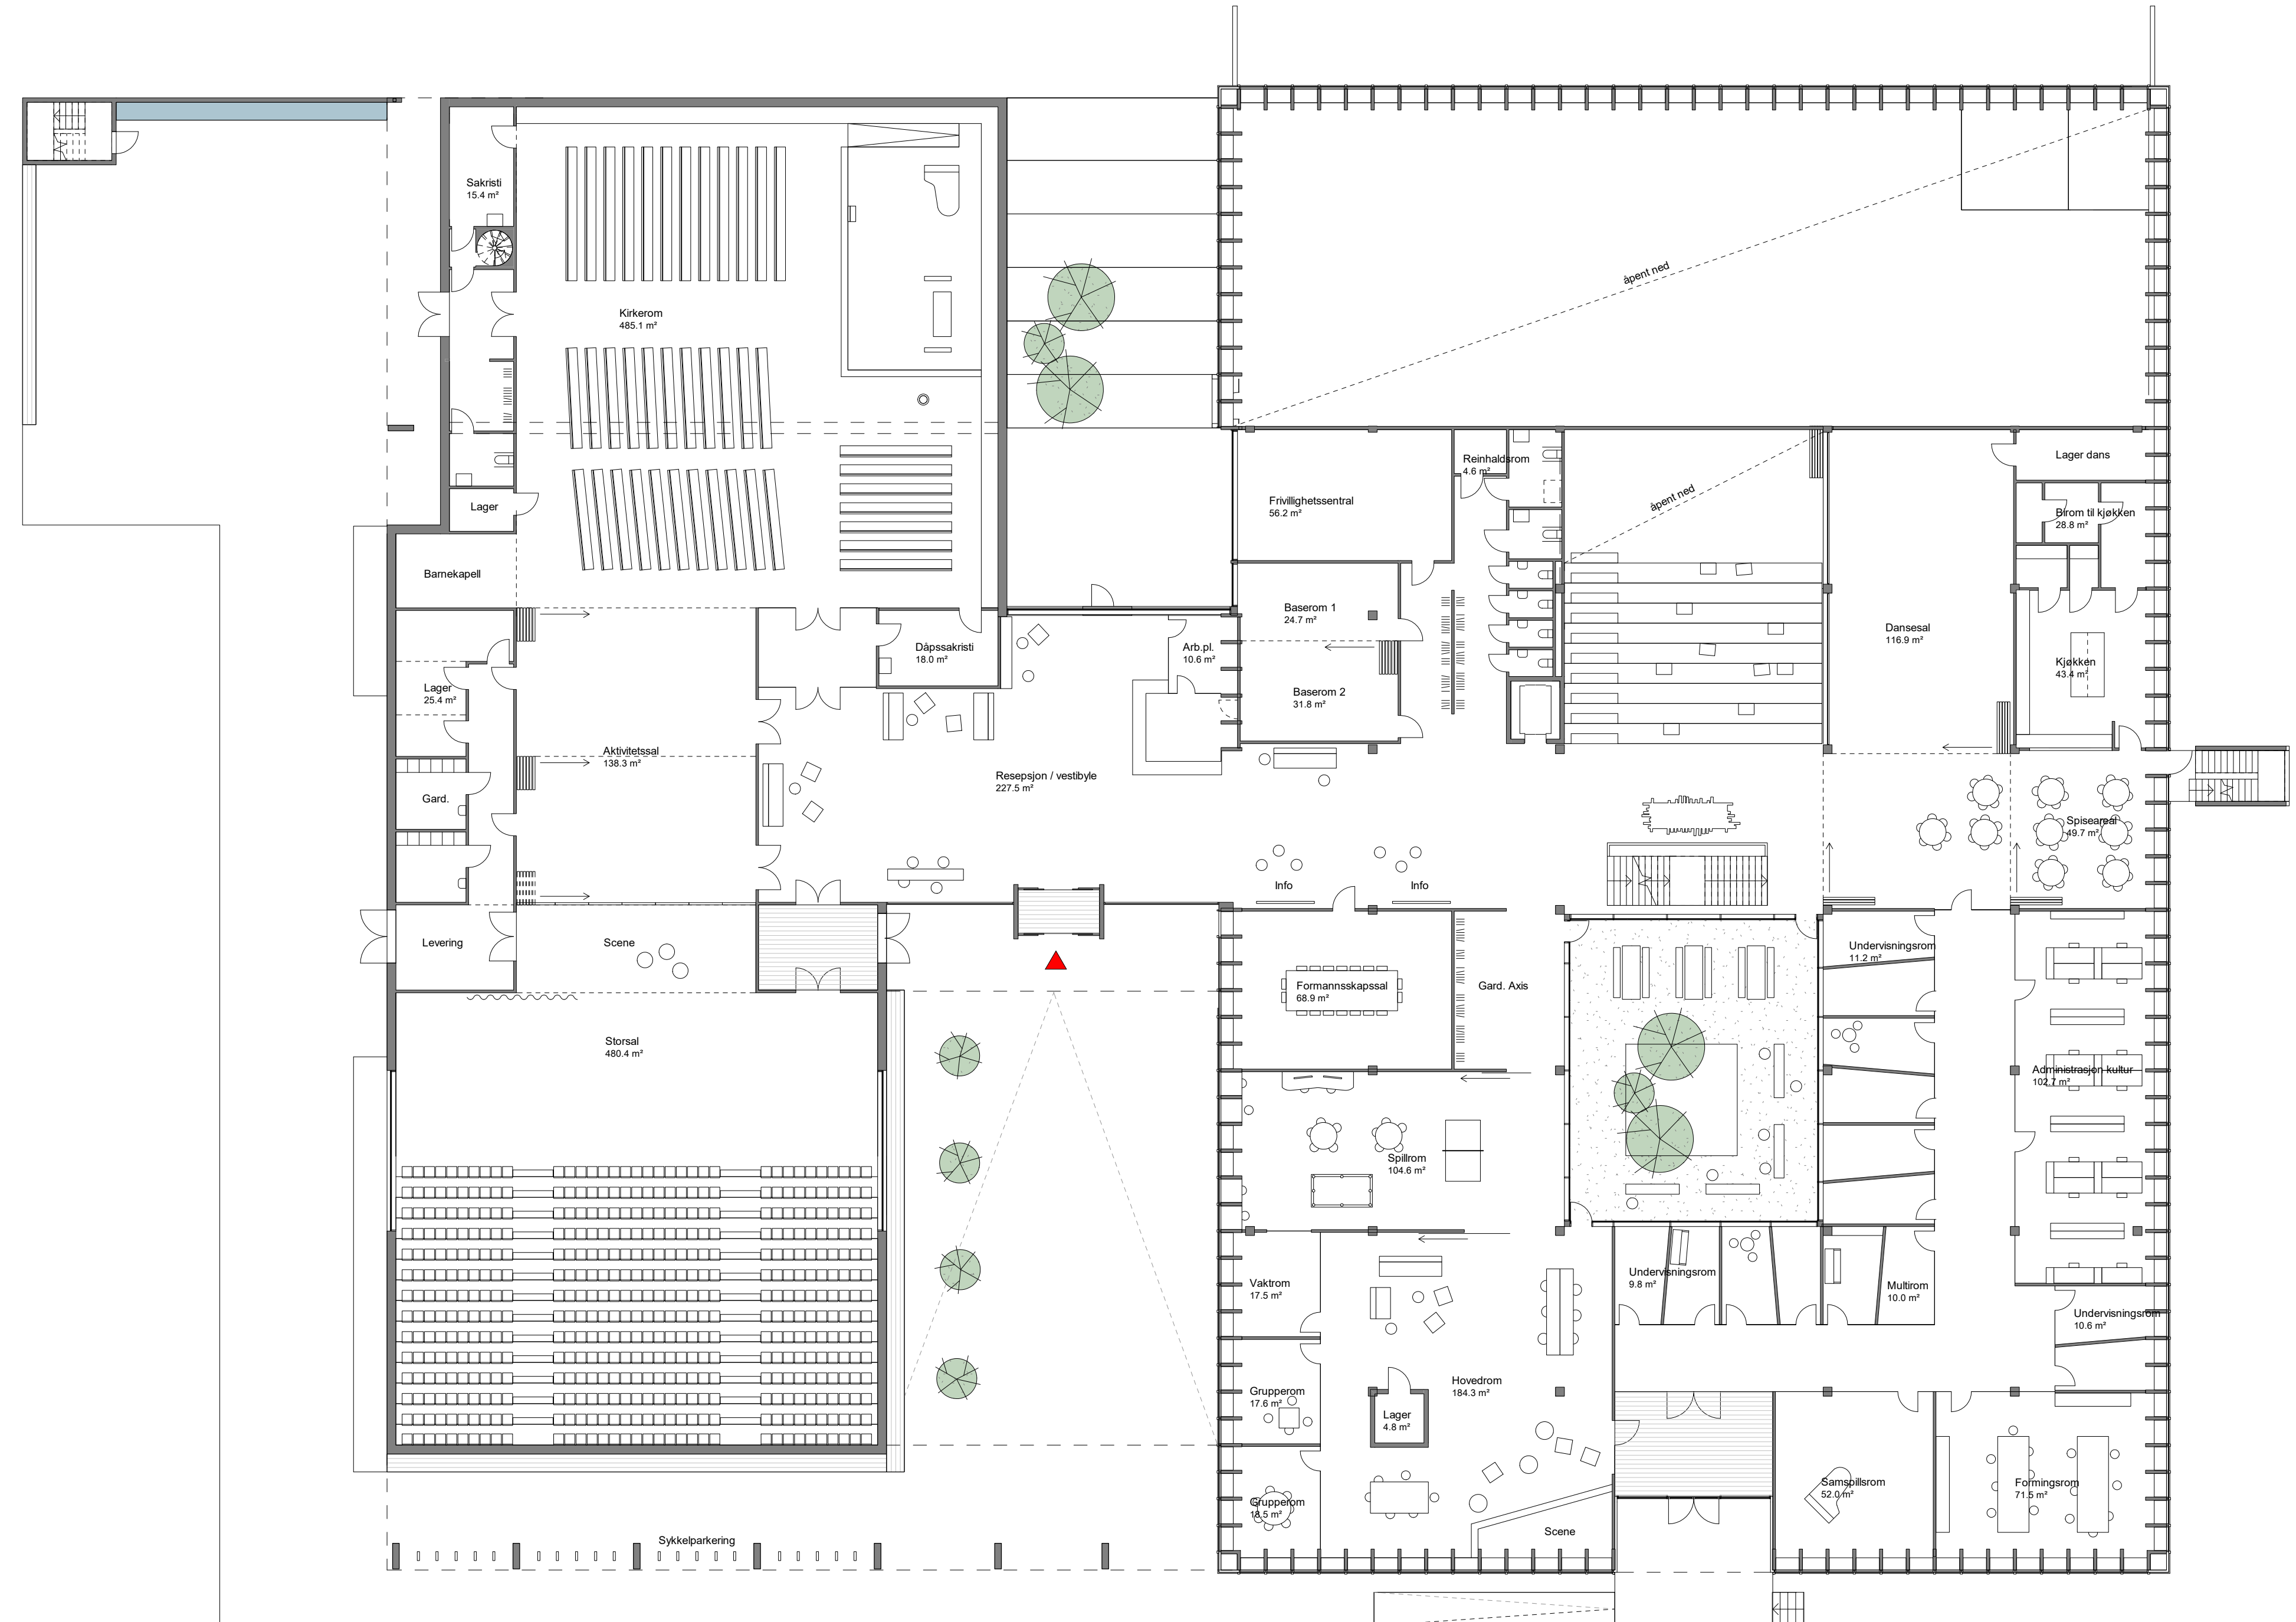 Sakristi
15.4 m²
Kirkerom
485.1 m²
åpent ned
Lager
Barnekapell
Reinhaldsrom
4.6 m²
Frivillighetssentral
56.2 m²
åpent ned
Lager dans
Birom til kjøkken
28.8 m²
Baserom 1
24.7 m²
Dansesal
116.9 m²
Dåpssakristi
18.0 m²
Arb.pl.
10.6 m²
Kjøkken
43.4 m²
Lager
25.4 m²
Baserom 2
31.8 m²
Aktivitetssal
138.3 m²
Resepsjon / vestibyle
227.5 m²
Gard.
Spiseareal
49.7 m²
Info
Info
Levering
Scene
Undervisningsrom
11.2 m²
Formannsskapssal
68.9 m²
Gard. Axis
Storsal
480.4 m²
Administrasjon kultur
102.7 m²
Spillrom
104.6 m²
Vaktrom
17.5 m²
Undervisningsrom
9.8 m²
Multirom
10.0 m²
Undervisningsrom
10.6 m²
Grupperom
17.6 m²
Hovedrom
184.3 m²
Lager
4.8 m²
Grupperom
18.5 m²
Samspillsrom
52.0 m²
Formingsrom
71.5 m²
Scene
Sykkelparkering